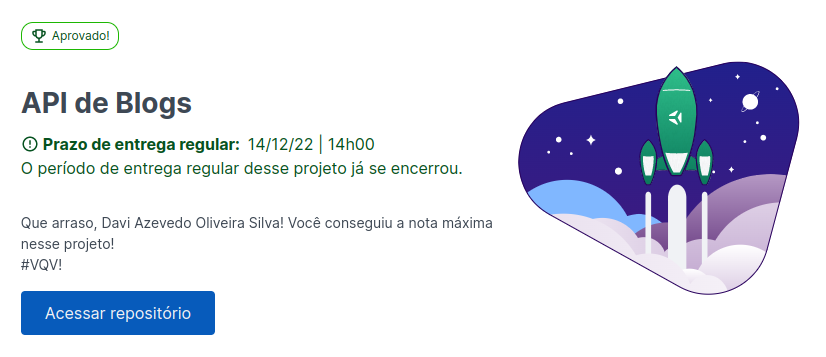 Aprovado!
API de Blogs
Prazo de entrega regular: 14/12/22 | 14h00
O período de entrega regular desse projeto já se encerrou.
Que arraso, Davi Azevedo Oliveira Silva! Você conseguiu a nota máxima
nesse projeto!
#VQV!
Acessar repositório